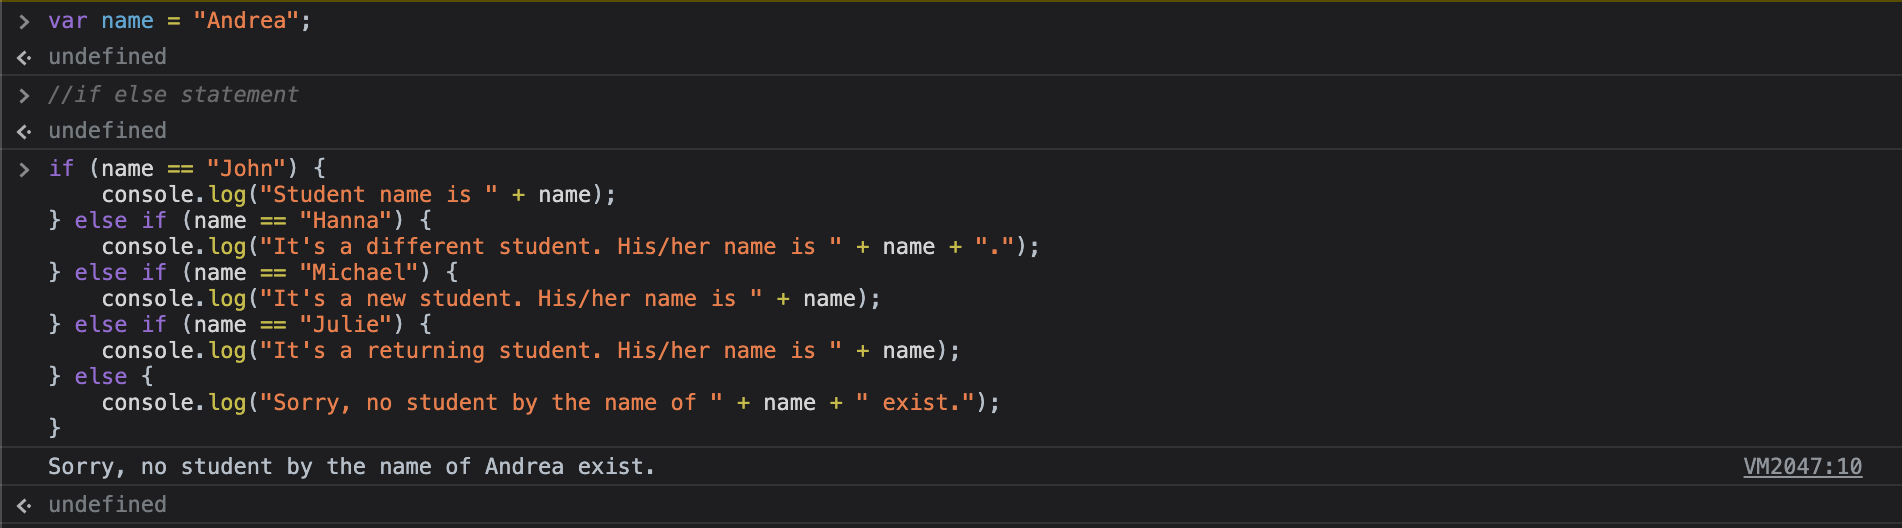 > var name = "Andrea";
<· undefined
> //if else statement
<· undefined
> if (name == "John") {
    console.log("Student name is " + name);
} else if (name == "Hanna") {
    console.log("It's a different student. His/her name is " + name + ".");
} else if (name == "Michael") {
    console.log("It's a new student. His/her name is " + name);
} else if (name == "Julie") {
    console.log("It's a returning student. His/her name is " + name);
} else {
    console.log("Sorry, no student by the name of " + name + " exist.");
}
Sorry, no student by the name of Andrea exist. VM2047:10
<· undefined